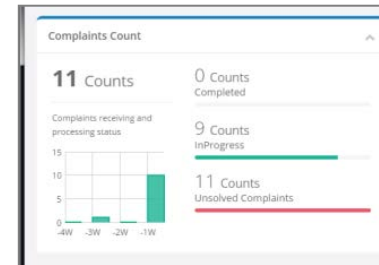 Complaints Count
11 Counts
Complaints receiving and
processing status
15
10
5
0
-4W -3W -2W -1W
0 Counts
Completed
9 Counts
InProgress
11 Counts
Unsolved Complaints